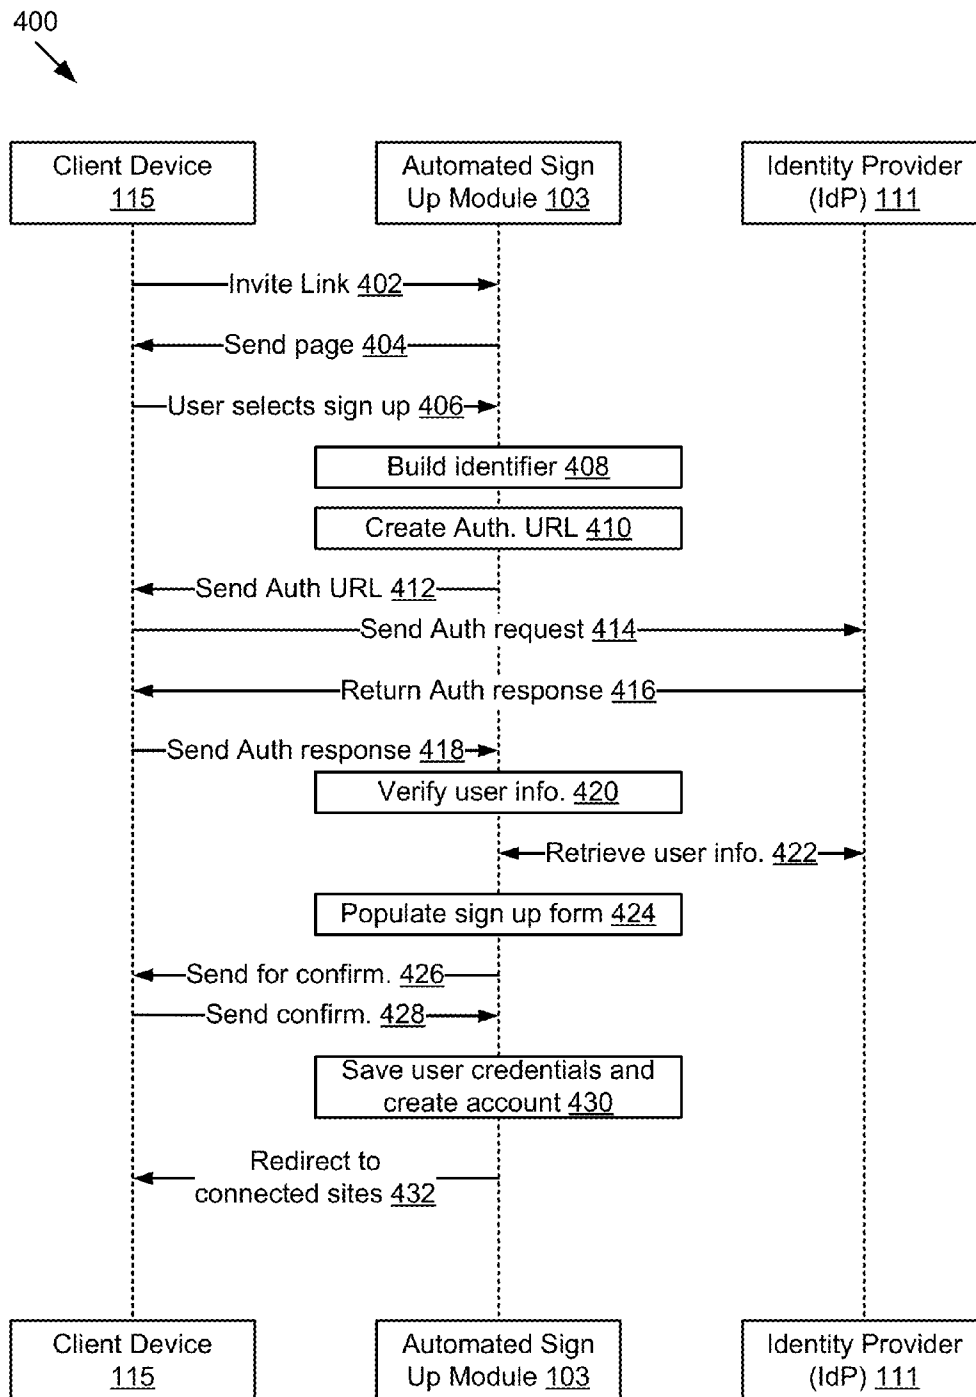 400
Client Device
115
Automated Sign
Up Module 103
Identity Provider
(IdP) 111
Invite Link 402
Send page 404
User selects sign up 406
Build identifier 408
Create Auth. URL 410
Send Auth URL 412
Send Auth request 414
Return Auth response 416
Send Auth response 418
Verify user info. 420
Retrieve user info. 422
Populate sign up form 424
Send for confirm. 426
Send confirm. 428
Save user credentials and
create account 430
Redirect to
connected sites 432
Client Device
115
Automated Sign
Up Module 103
Identity Provider
(IdP) 111